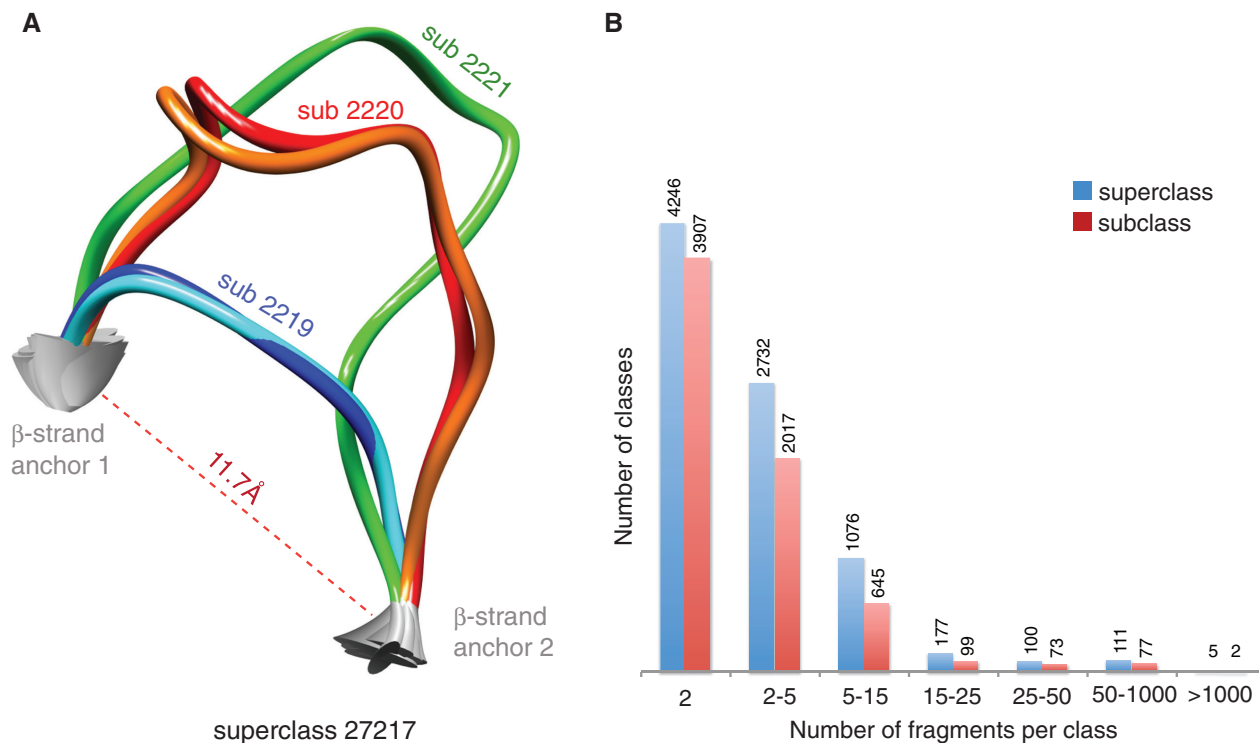 A
sub 2221
sub 2220
sub 2219
β-strand
anchor 1
11.7Å
β-strand
anchor 2
superclass 27217
B
superclass
subclass
Number of classes
4246
3907
2732
2017
1076
645
177
99
100
73
111
77
5
2
2
2-5
5-15
15-25
25-50
50-1000
>1000
Number of fragments per class